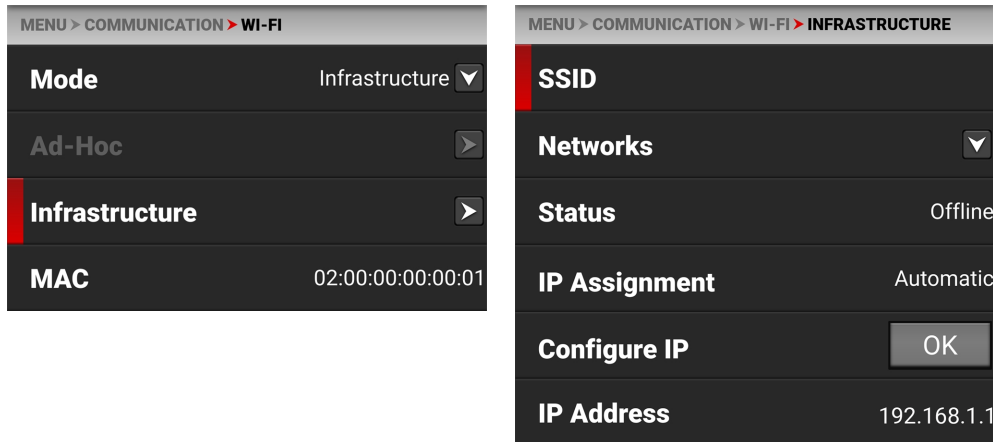 MENU > COMMUNICATION > WI-FI
Mode Infrastructure
Ad-Hoc
Infrastructure
MAC 02:00:00:00:00:01
MENU > COMMUNICATION > WI-FI > INFRASTRUCTURE
SSID
Networks
Status Offline
IP Assignment Automatic
Configure IP OK
IP Address 192.168.1.1